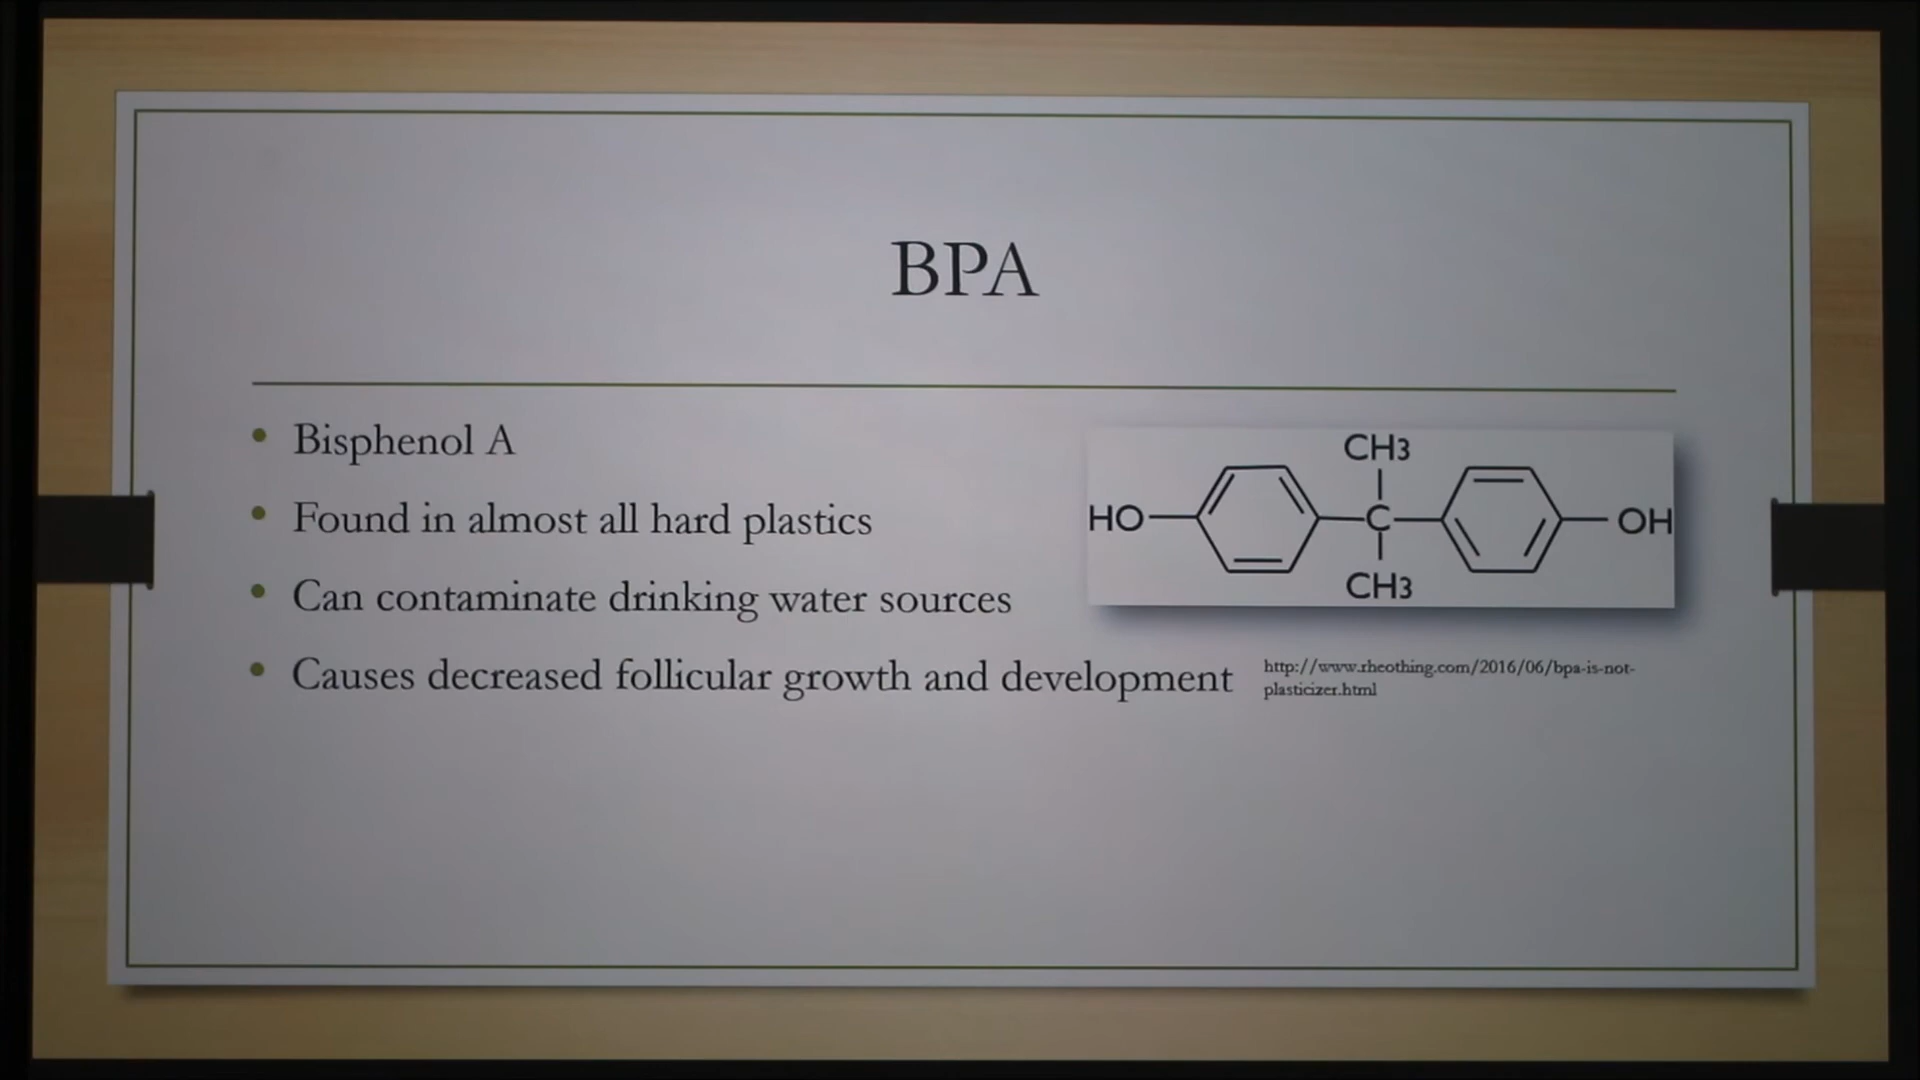 BPA
Bisphenol A
Found in almost all hard plastics
Can contaminate drinking water sources
Causes decreased follicular growth and development
CH3
HO
C
OH
CH3
http://www.rheothing.com/2016/06/bpa-is-not-
plasticizer.html